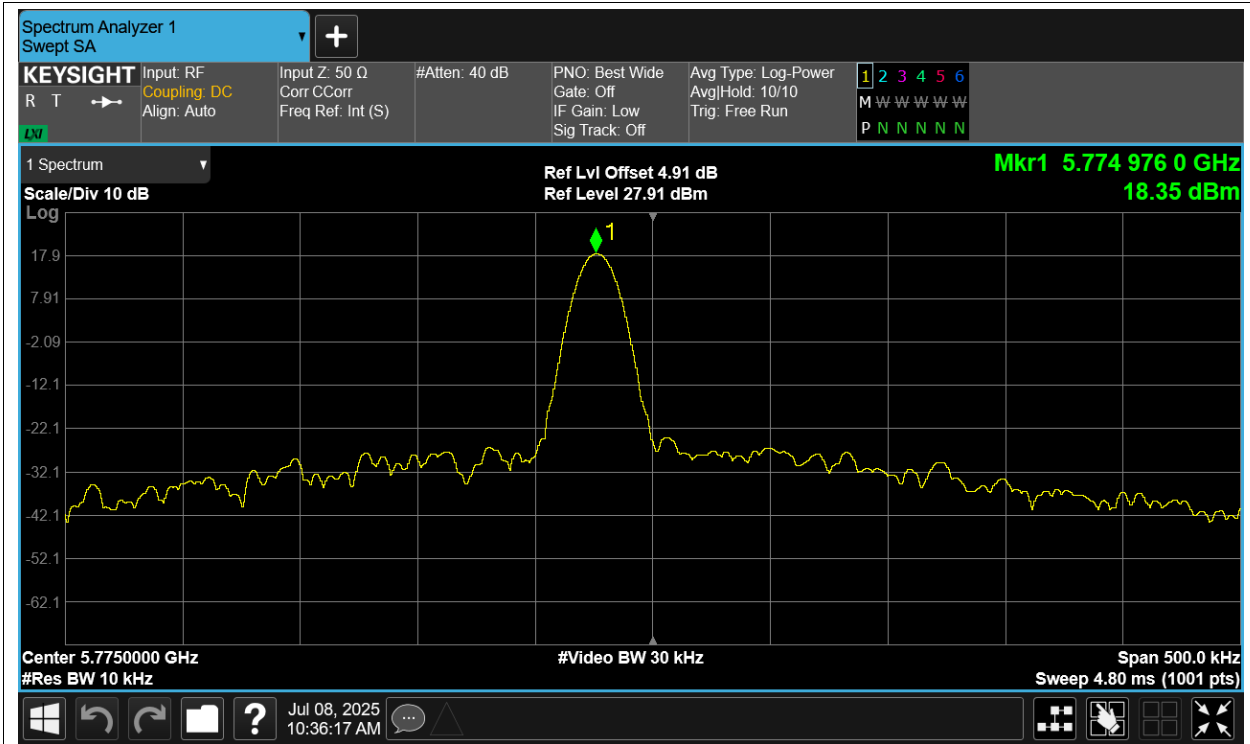 Spectrum Analyzer 1
Swept SA
KEYSIGHT
R T
LXI
Input: RF
Coupling: DC
Align: Auto
Input Z: 50 Ω
Corr CCorr
Freq Ref: Int (S)
#Atten: 40 dB
PNO: Best Wide
Gate: Off
IF Gain: Low
Sig Track: Off
Avg Type: Log-Power
Avg|Hold: 10/10
Trig: Free Run
1 2 3 4 5 6
M W W W W W
P N N N N N
1 Spectrum
Scale/Div 10 dB
Log
Ref Lvl Offset 4.91 dB
Ref Level 27.91 dBm
Mkr1 5.774 976 0 GHz
18.35 dBm
1
17.9
7.91
-2.09
-12.1
-22.1
-32.1
-42.1
-52.1
-62.1
Center 5.7750000 GHz
#Video BW 30 kHz
Span 500.0 kHz
#Res BW 10 kHz
Sweep 4.80 ms (1001 pts)
?
Jul 08, 2025
10:36:17 AM